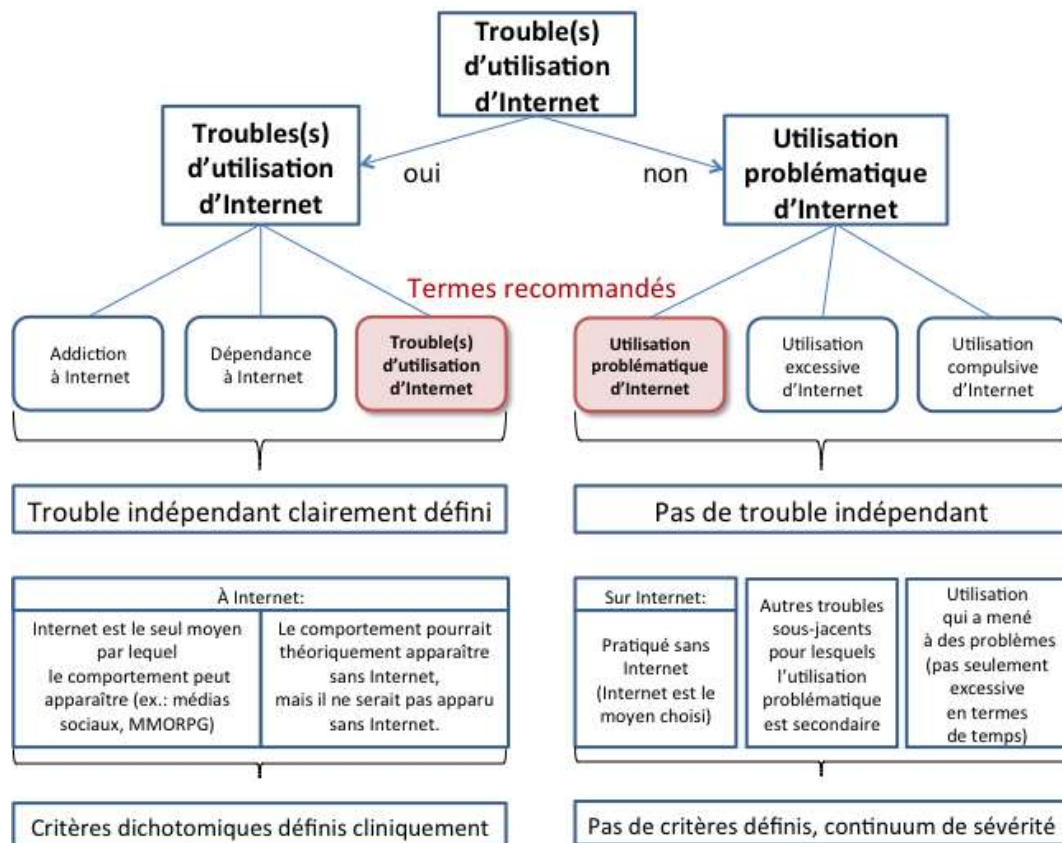 Trouble(s)
d'utilisation
d'Internet
Troubles(s)
d'utilisation
d'Internet
oui
non
Utilisation
problématique
d'Internet
Termes recommandés
Addiction
à Internet
Dépendance
à Internet
Trouble(s)
d'utilisation
d'Internet
Utilisation
problématique
d'Internet
Utilisation
excessive
d'Internet
Utilisation
compulsive
d'Internet
Trouble indépendant clairement défini
Pas de trouble indépendant
À Internet:
Internet est le seul moyen
par lequel
le comportement peut
apparaître (ex.: médias
sociaux, MMORPG)
Le comportement pourrait
théoriquement apparaître
sans Internet,
mais il ne serait pas apparu
sans Internet.
Sur Internet:
Pratiqué sans
Internet
(Internet est le
moyen choisi)
Autres troubles
sous-jacents
pour lesquels
l'utilisation
problématique
est secondaire
Utilisation
qui a mené
à des problèmes
(pas seulement
excessive
en termes
de temps)
Critères dichotomiques définis cliniquement
Pas de critères définis, continuum de sévérité